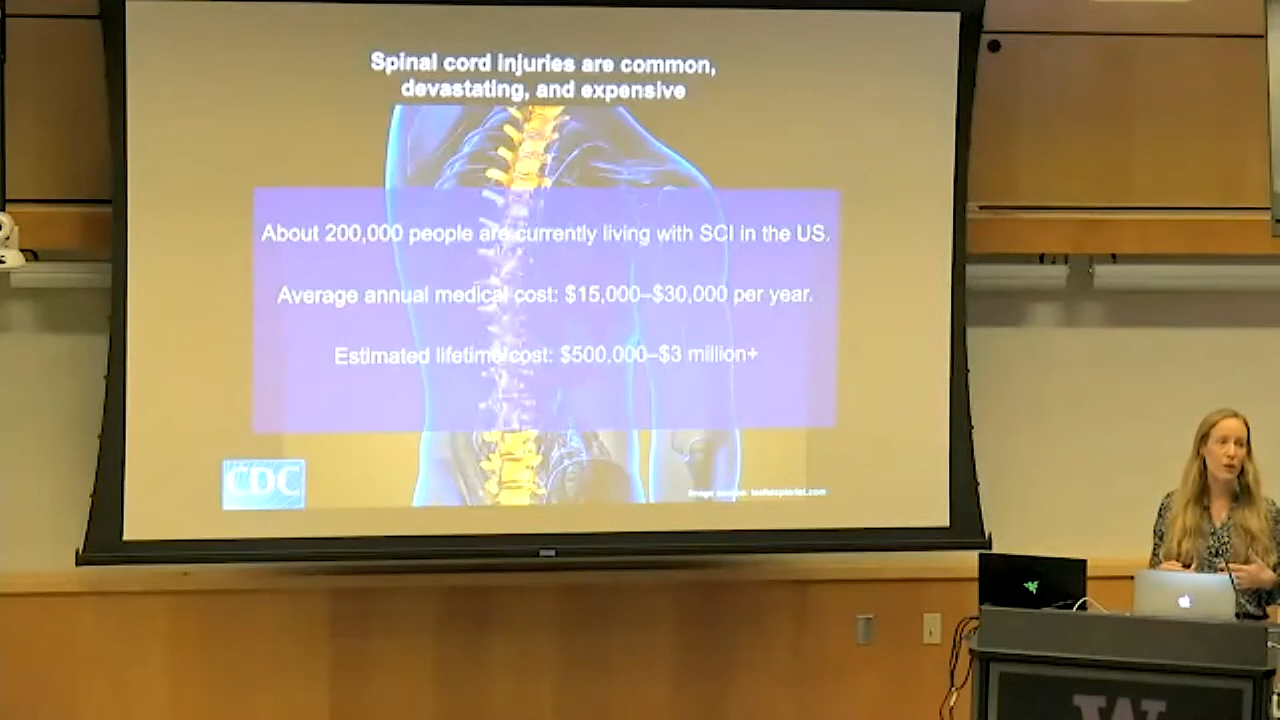 Spinal cord injuries are common,
devastating, and expensive
About 200,000 people are currently living with SCI in the US.
Average annual medical cost: $15,000–$30,000 per year.
Estimated lifetime cost: $500,000–$3 million+
CDC
W